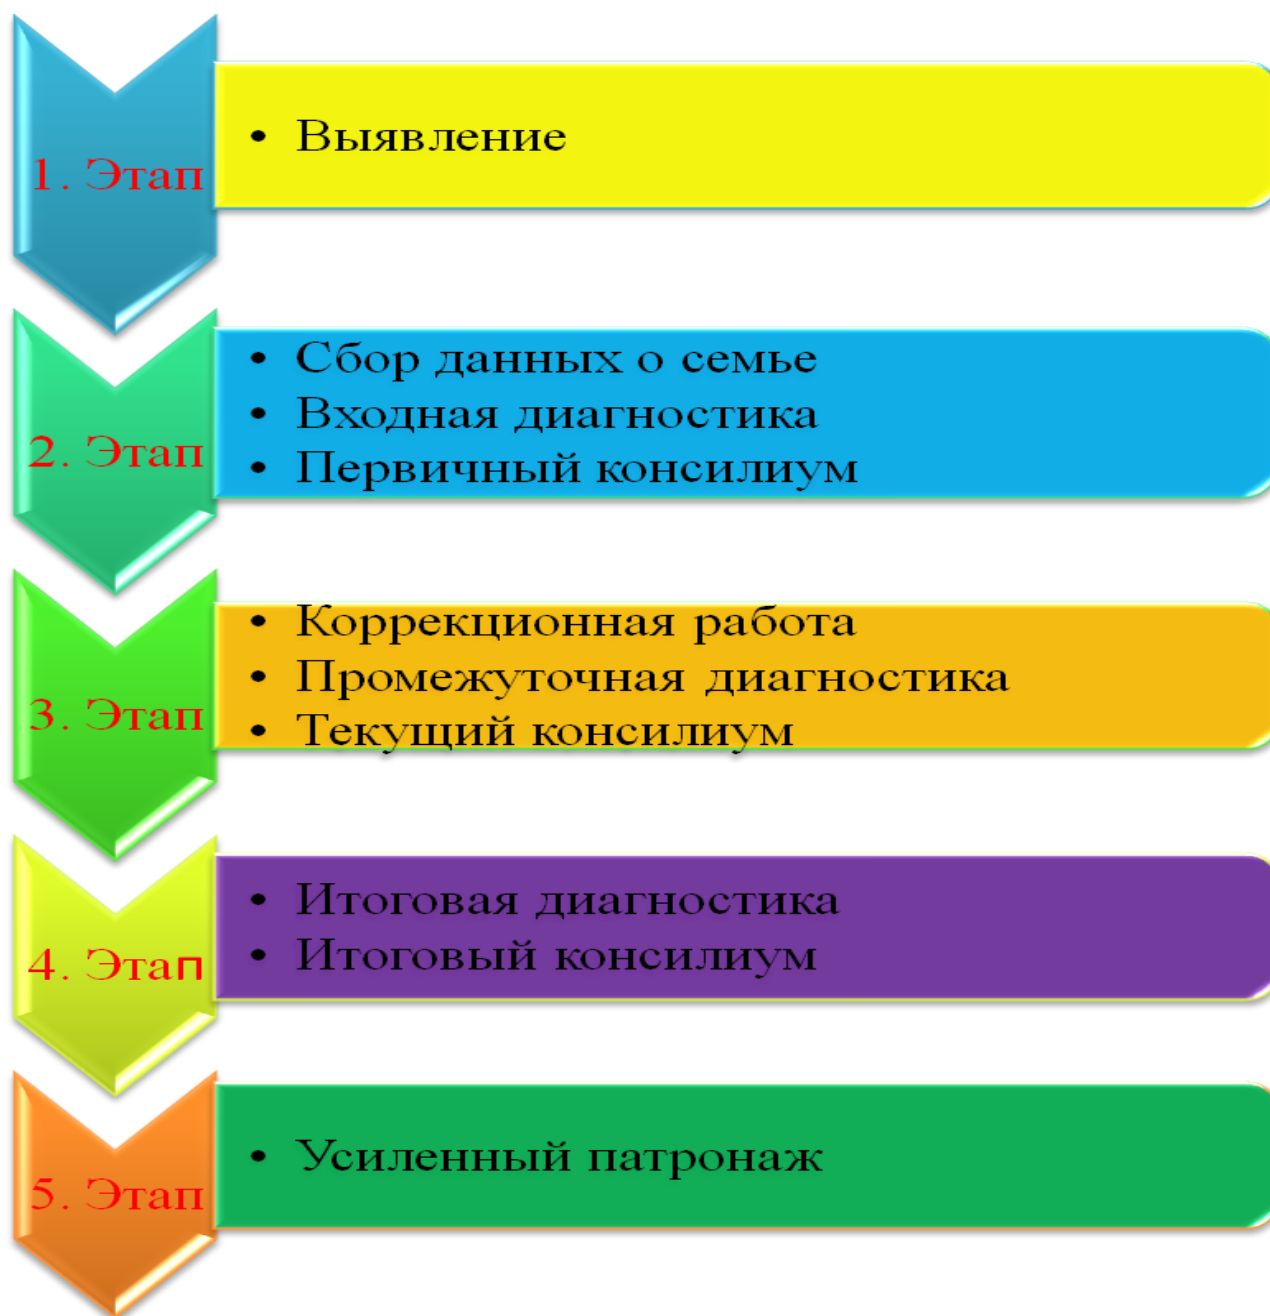 1. Этап
• Выявление
2. Этап
• Сбор данных о семье
• Входная диагностика
• Первичный консилиум
3. Этап
• Коррекционная работа
• Промежуточная диагностика
• Текущий консилиум
4. Этап
• Итоговая диагностика
• Итоговый консилиум
5. Этап
• Усиленный патронаж